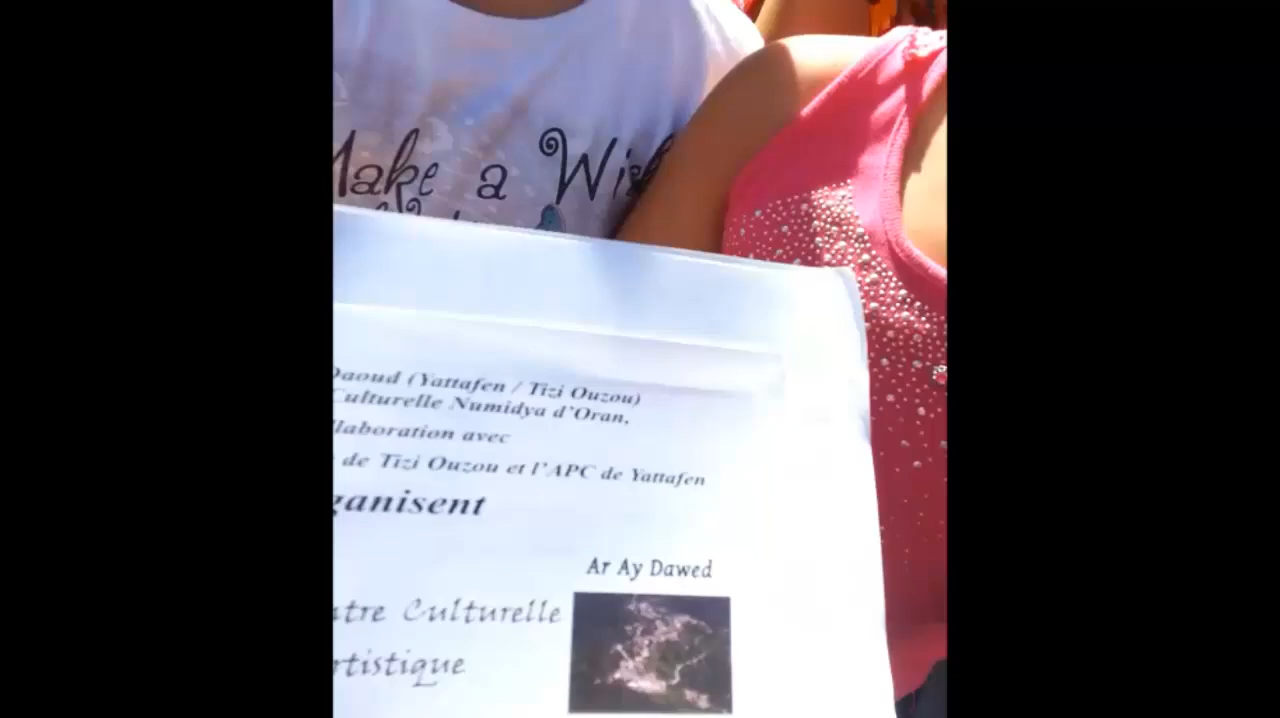 Make a Wish
Daoud (Yattafen / Tizi Ouzou)
Culturelle Numidya d'Oran,
llaboration avec
de Tizi Ouzou et l'APC de Yattafen
ganisent
Ar Ay Dawed
ntre Culturelle
rtistique